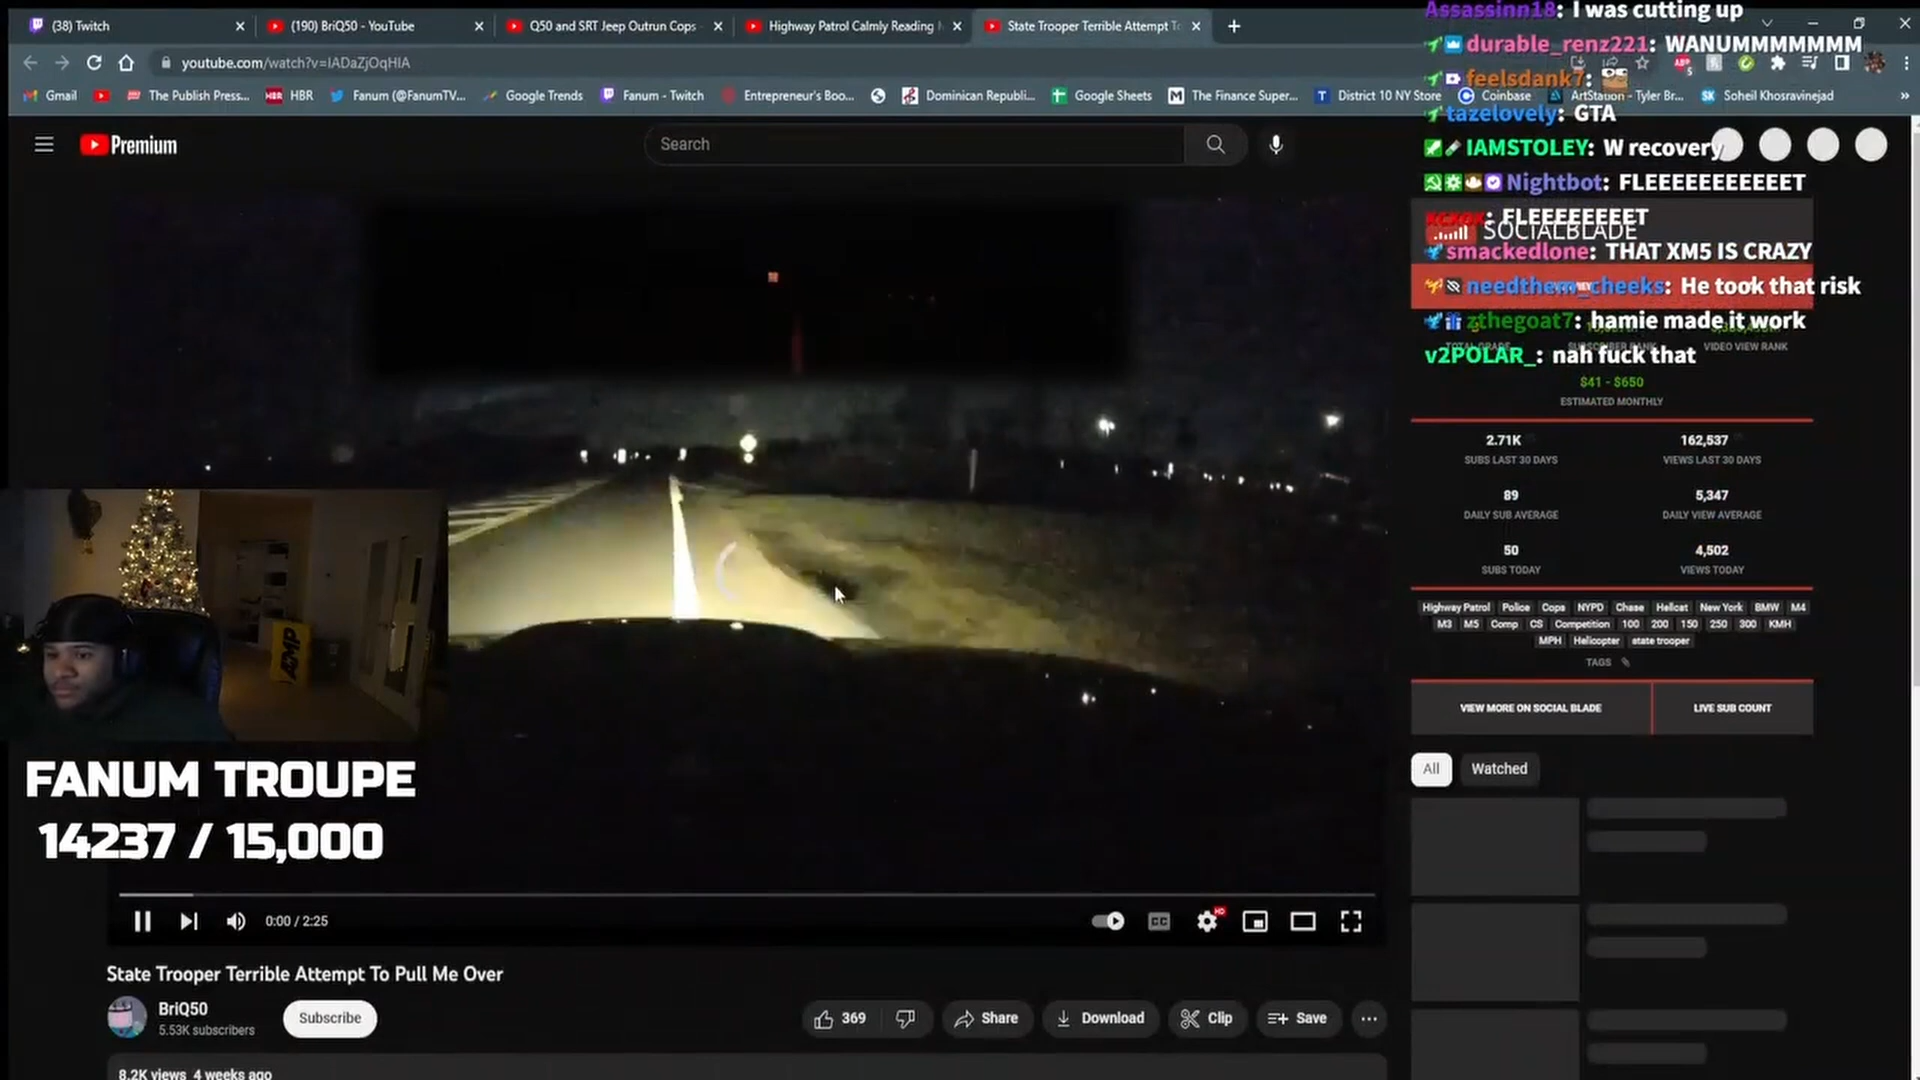 (38) Twitch
(190) BriQ50 - YouTube
Q50 and SRT Jeep Outrun Cops -
Highway Patrol Calmly Reading
State Trooper Terrible Attempt To
youtube.com/watch?v=IADaZjOqHIA
Gmail
The Publish Press...
HBR HBR
Fanum (@FanumTV...
Google Trends
Fanum - Twitch
Entrepreneur's Boo...
Dominican Republi...
Google Sheets
The Finance Super...
District 10 NY Store
Coinbase
ArtStation - Tyler Br...
Soheil Khosravinejad
Premium
Search
Assassinn18: I was cutting up
durable_renz221: WANUMMMMMMM
feelsdank7:
tazelovely: GTA
IAMSTOLEY: W recovery
Nightbot: FLEEEEEEEEEEET
: FLEEEEEEEET
SOCIALBLADE
smackedlone: THAT XM5 IS CRAZY
needthem_cheeks: He took that risk
zthegoat7: hamie made it work
TOTAL GRADE
SUBSCRIBER RANK
VIDEO VIEW RANK
v2POLAR_: nah fuck that
$41 - $650
ESTIMATED MONTHLY
2.71K
162,537
SUBS LAST 30 DAYS
VIEWS LAST 30 DAYS
89
5,347
DAILY SUB AVERAGE
DAILY VIEW AVERAGE
50
4,502
SUBS TODAY
VIEWS TODAY
Highway Patrol Police Cops NYPD Chase Hellcat New York BMW M4
M3 M5 Comp CS Competition 100 200 150 250 300 KMH
MPH Helicopter state trooper
TAGS
VIEW MORE ON SOCIAL BLADE
LIVE SUB COUNT
All
Watched
AMP
FANUM TROUPE
14237 / 15,000
0:00 / 2:25
CC
HD
State Trooper Terrible Attempt To Pull Me Over
BriQ50
5.53K subscribers
Subscribe
369
Share
Download
Clip
Save
8.2K views 4 weeks ago